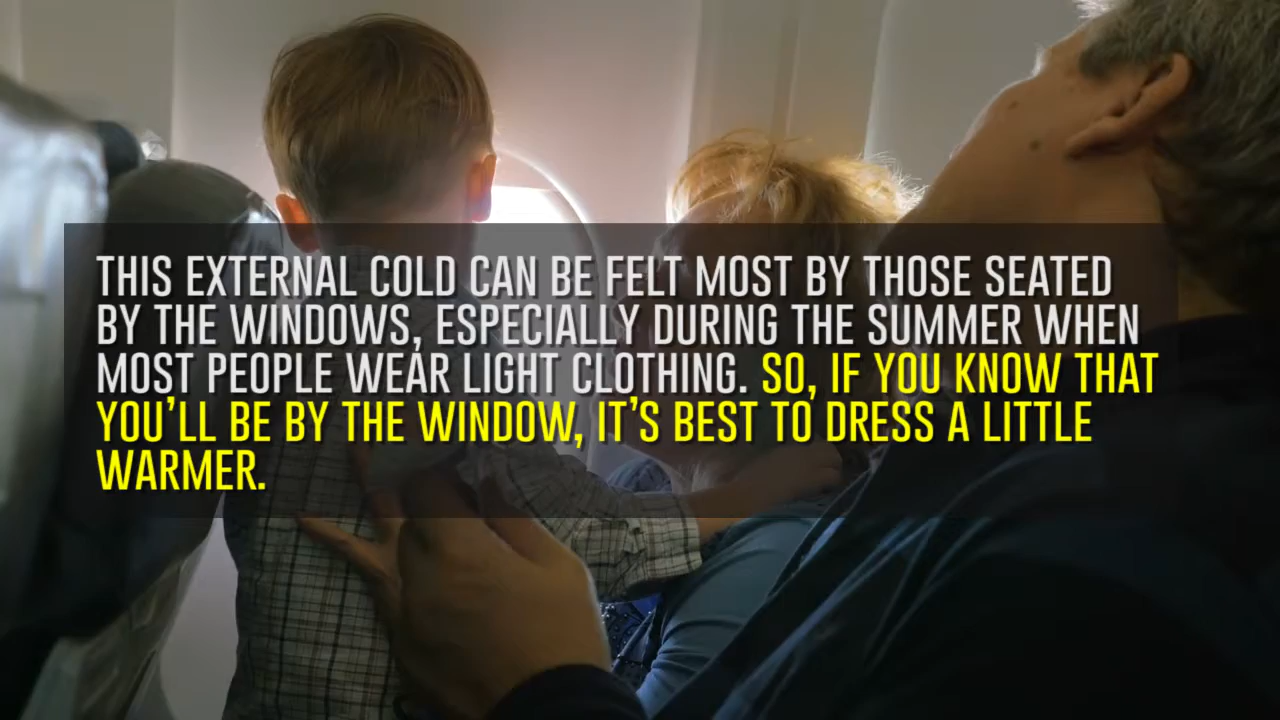 THIS EXTERNAL COLD CAN BE FELT MOST BY THOSE SEATED
BY THE WINDOWS, ESPECIALLY DURING THE SUMMER WHEN
MOST PEOPLE WEAR LIGHT CLOTHING. SO, IF YOU KNOW THAT
YOU'LL BE BY THE WINDOW, IT'S BEST TO DRESS A LITTLE
WARMER.